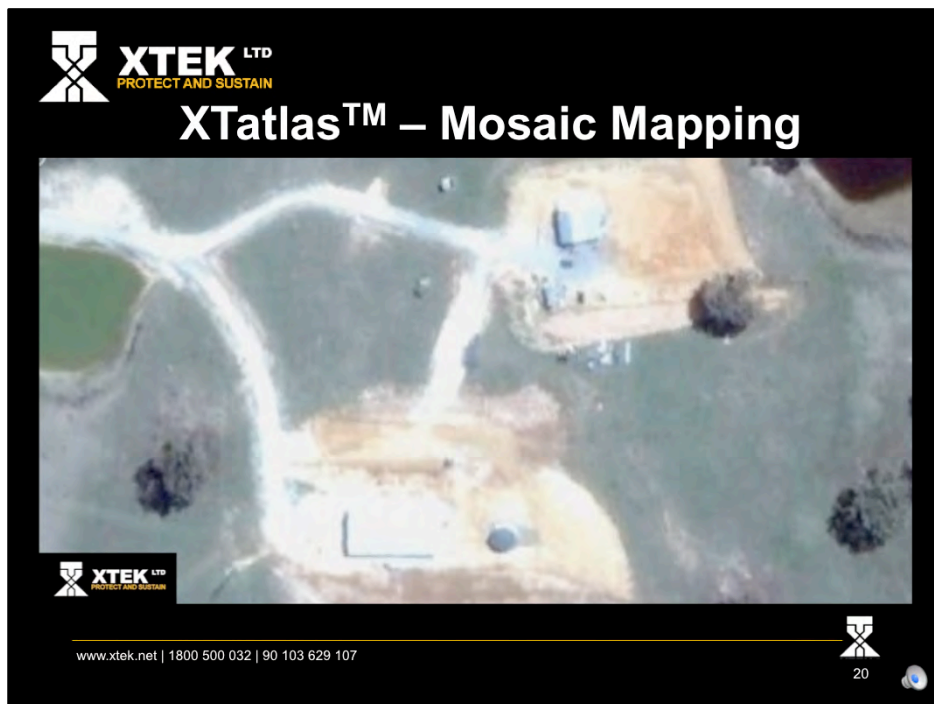 XTEK LTD
PROTECT AND SUSTAIN
XTatlas™ – Mosaic Mapping
XTEK LTD
PROTECT AND SUSTAIN
www.xtek.net | 1800 500 032 | 90 103 629 107
20